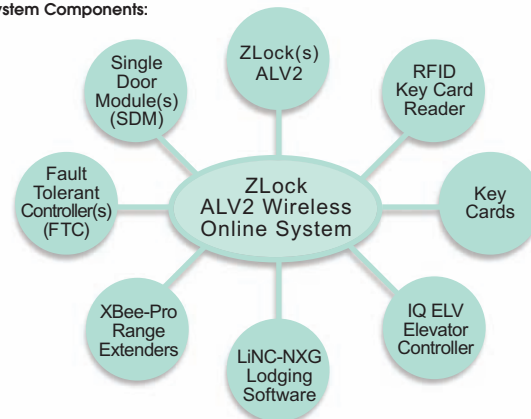 ystem Components:
ZLock(s)
ALV2
Single
Door
Module(s)
(SDM)
RFID
Key Card
Reader
Fault
Tolerant
Controller(s)
(FTC)
ZLock
ALV2 Wireless
Online System
Key
Cards
XBee-Pro
Range
Extenders
LiNC-NXG
Lodging
Software
IQ ELV
Elevator
Controller